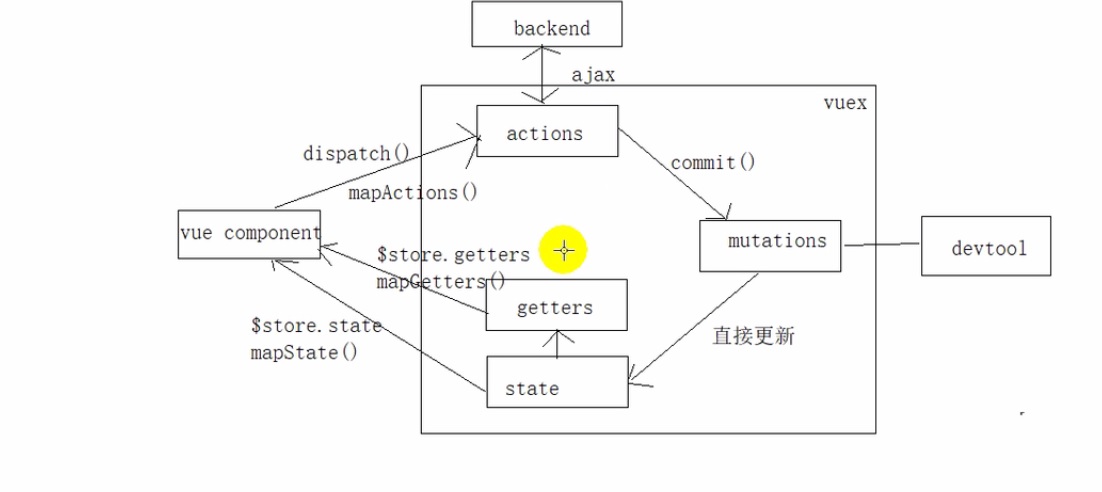 backend
ajax
vuex
actions
dispatch()
commit()
mapActions()
vue component
mutations
devtool
$store.getters
mapGetters()
getters
$store.state
mapState()
直接更新
state